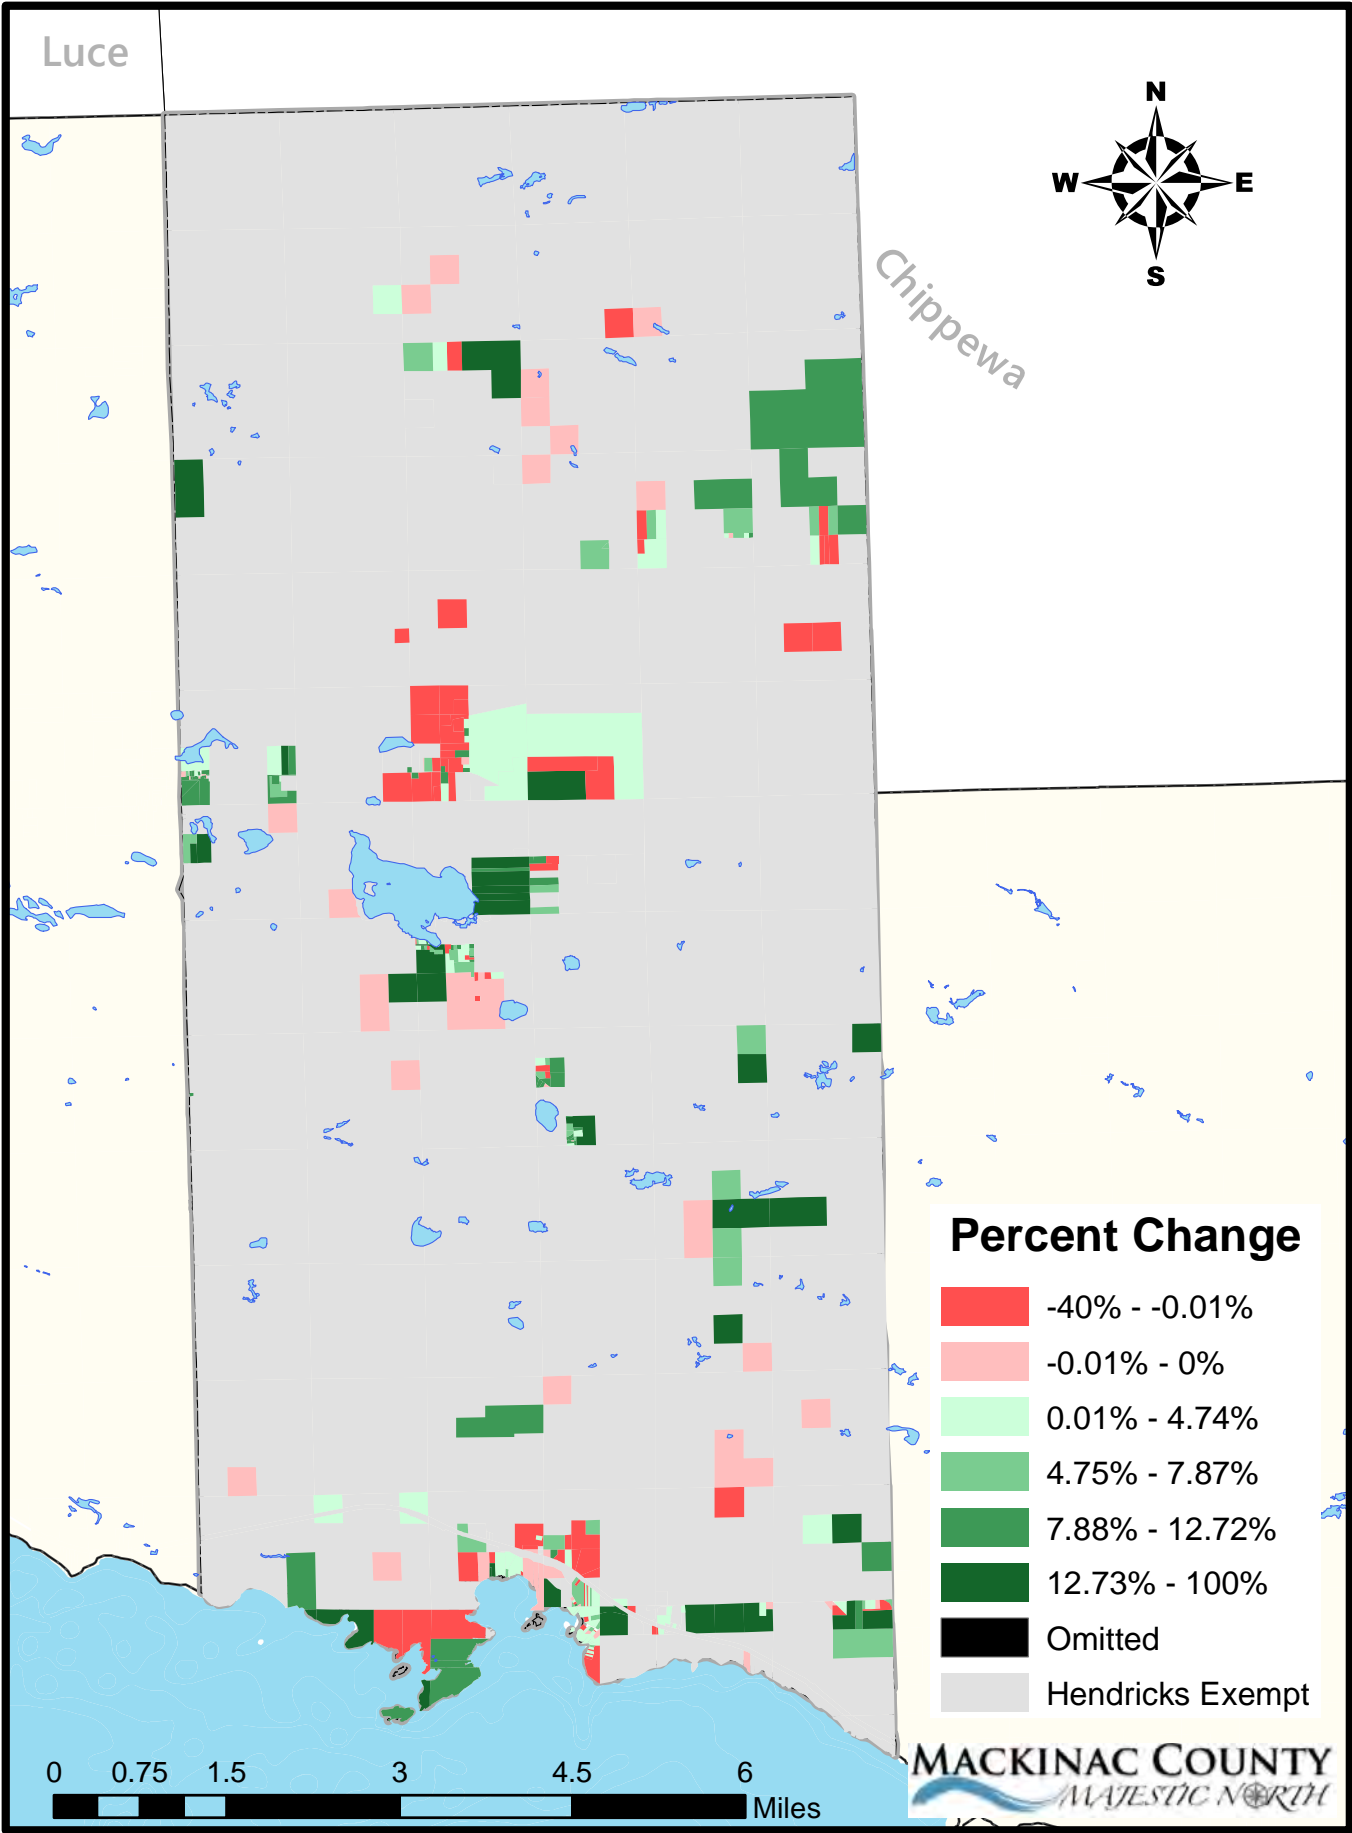 Luce
N
W E
S
Chippewa
Percent Change
-40% - -0.01%
-0.01% - 0%
0.01% - 4.74%
4.75% - 7.87%
7.88% - 12.72%
12.73% - 100%
Omitted
Hendricks Exempt
0 0.75 1.5 3 4.5 6
Miles
MACKINAC COUNTY
MAJESTIC NORTH